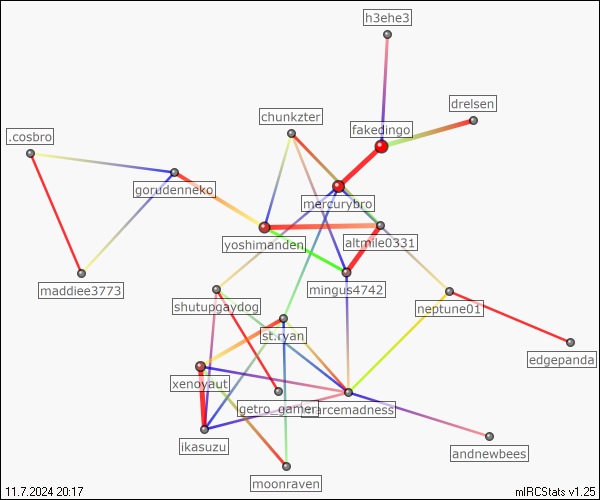 h3ehe3
drelsen
chunkzter
fakedingo
.cosbro
gorudenneko
mercurybro
yoshimanden
altmile0331
maddiee3773
mingus4742
shutupgaydog
neptune01
st.ryan
edgepanda
xenoyaut
getro_gamer
marcemadness
ikasuzu
andnewbees
moonraven
11.7.2024 20:17
mIRCStats v1.25